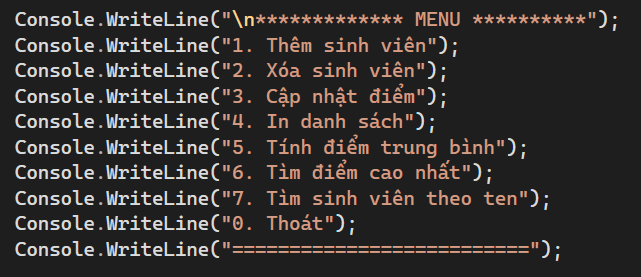 Console.WriteLine("\n************* MENU **********");
Console.WriteLine("1. Thêm sinh viên");
Console.WriteLine("2. Xóa sinh viên");
Console.WriteLine("3. Cập nhật điểm");
Console.WriteLine("4. In danh sách");
Console.WriteLine("5. Tính điểm trung bình");
Console.WriteLine("6. Tìm điểm cao nhất");
Console.WriteLine("7. Tìm sinh viên theo ten");
Console.WriteLine("0. Thoát");
Console.WriteLine("==========================");